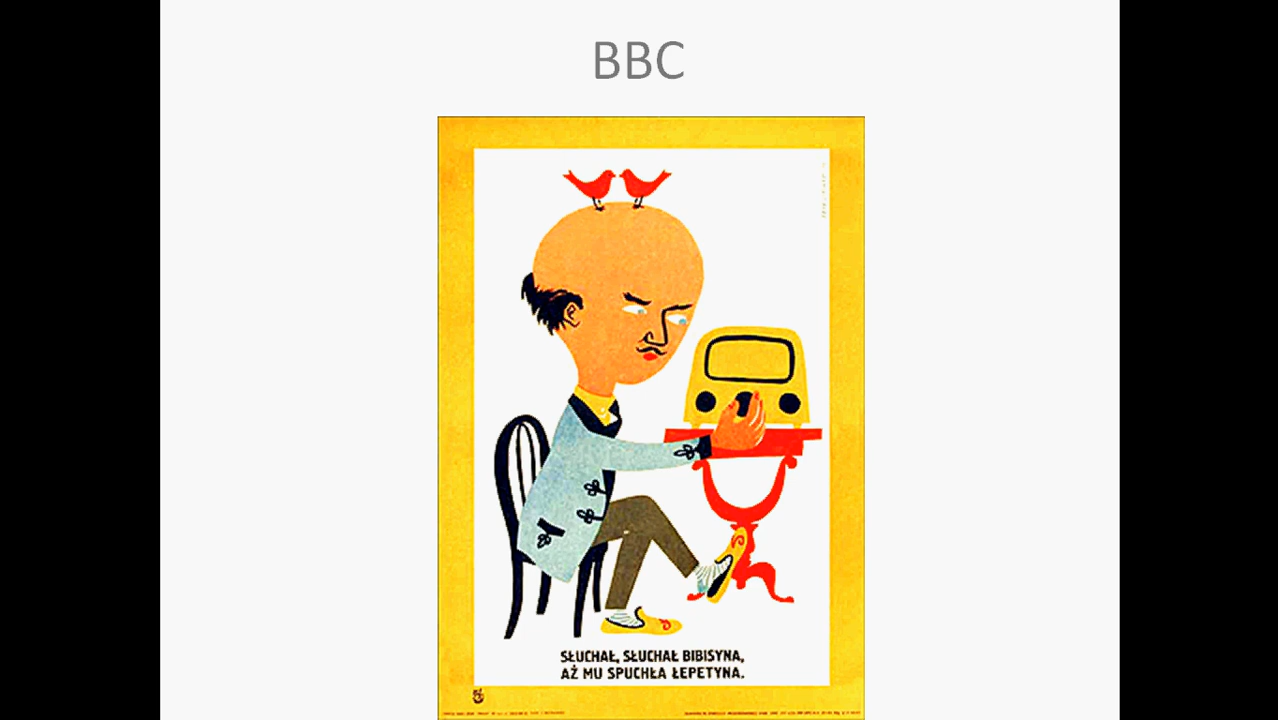 BBC
SŁUCHAŁ, SŁUCHAŁ BIBISYNA,
AŻ MU SPUCHŁA ŁEPETYNA.